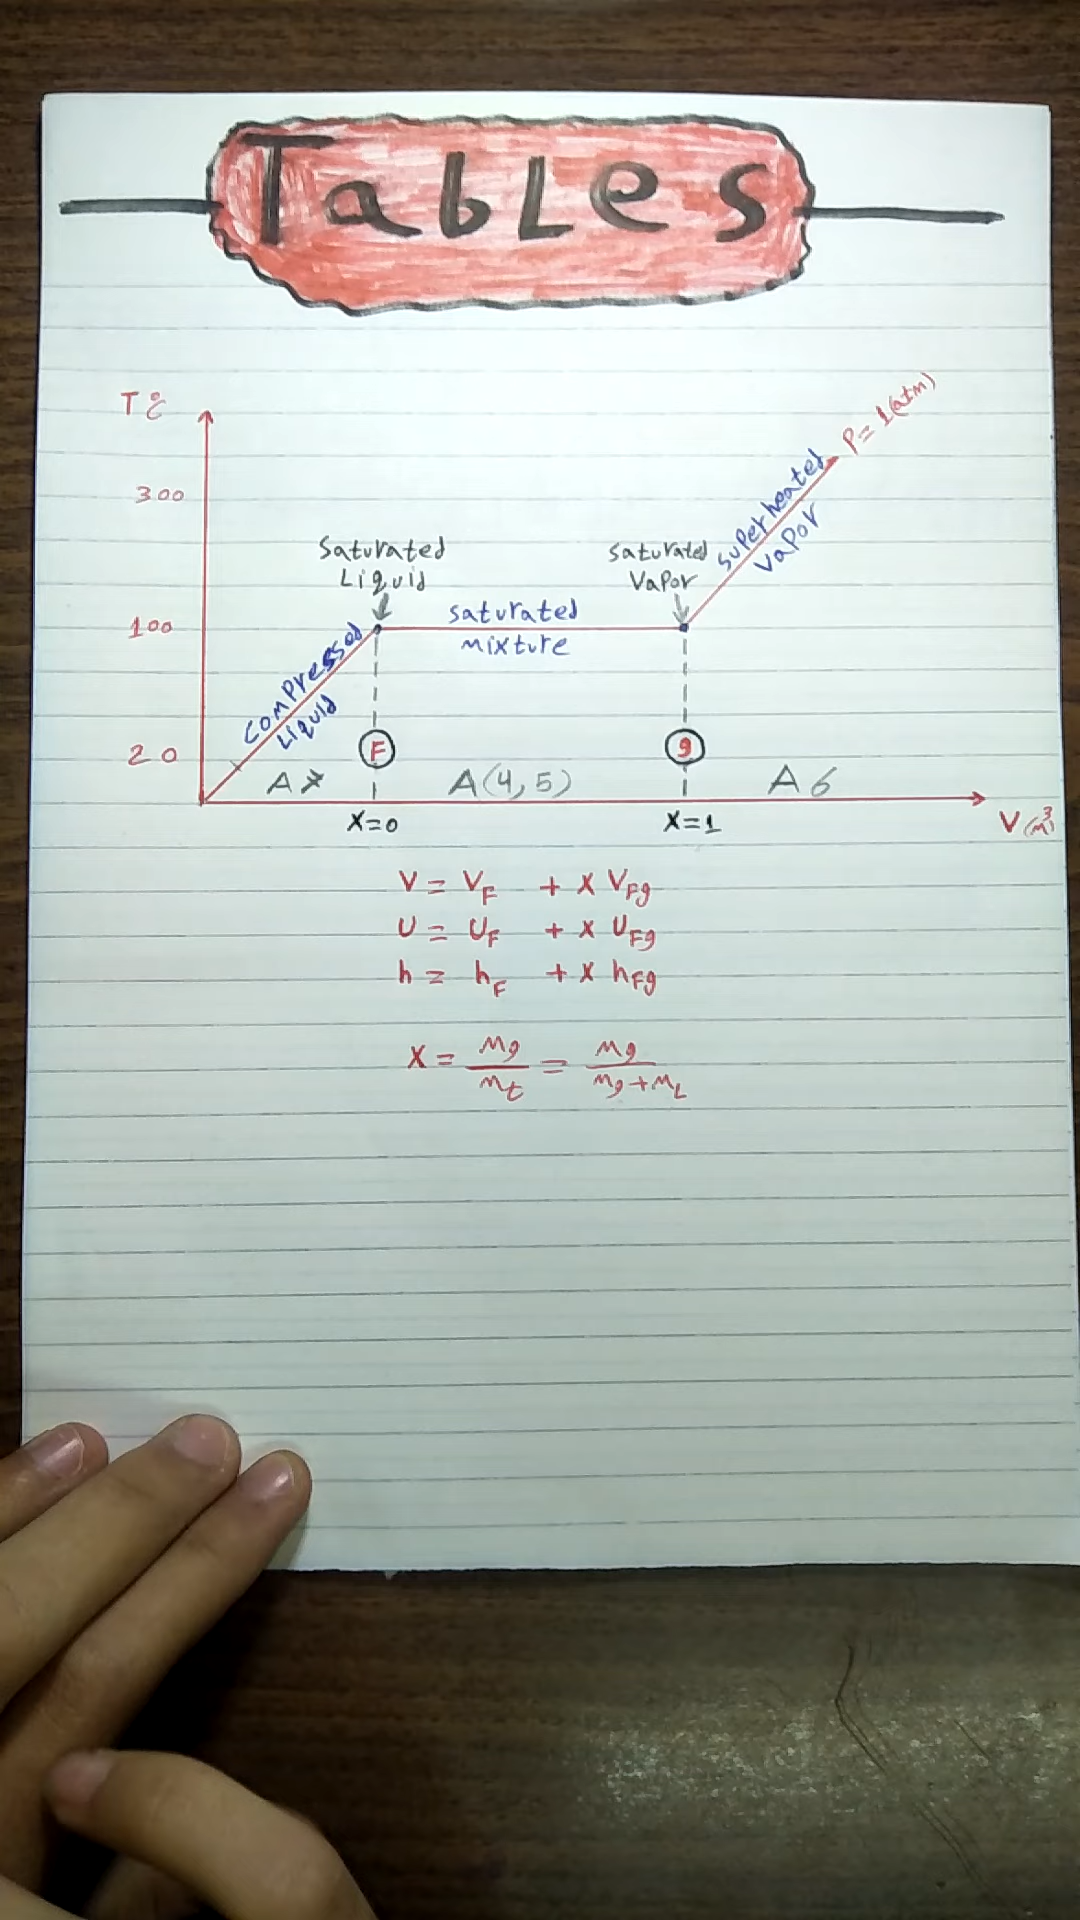 Tables
T°C
P=1(atm)
300
superheated
vapor
Saturated
Liquid
saturated
Vapor
100
saturated
mixture
compressed
Liquid
20
F
g
A7
A(4,5)
A6
X=0
X=1
V(m³)
V = VF + X VFg
U = UF + X UFg
h = hF + X hFg
X = mg/mt = mg/mg+mL